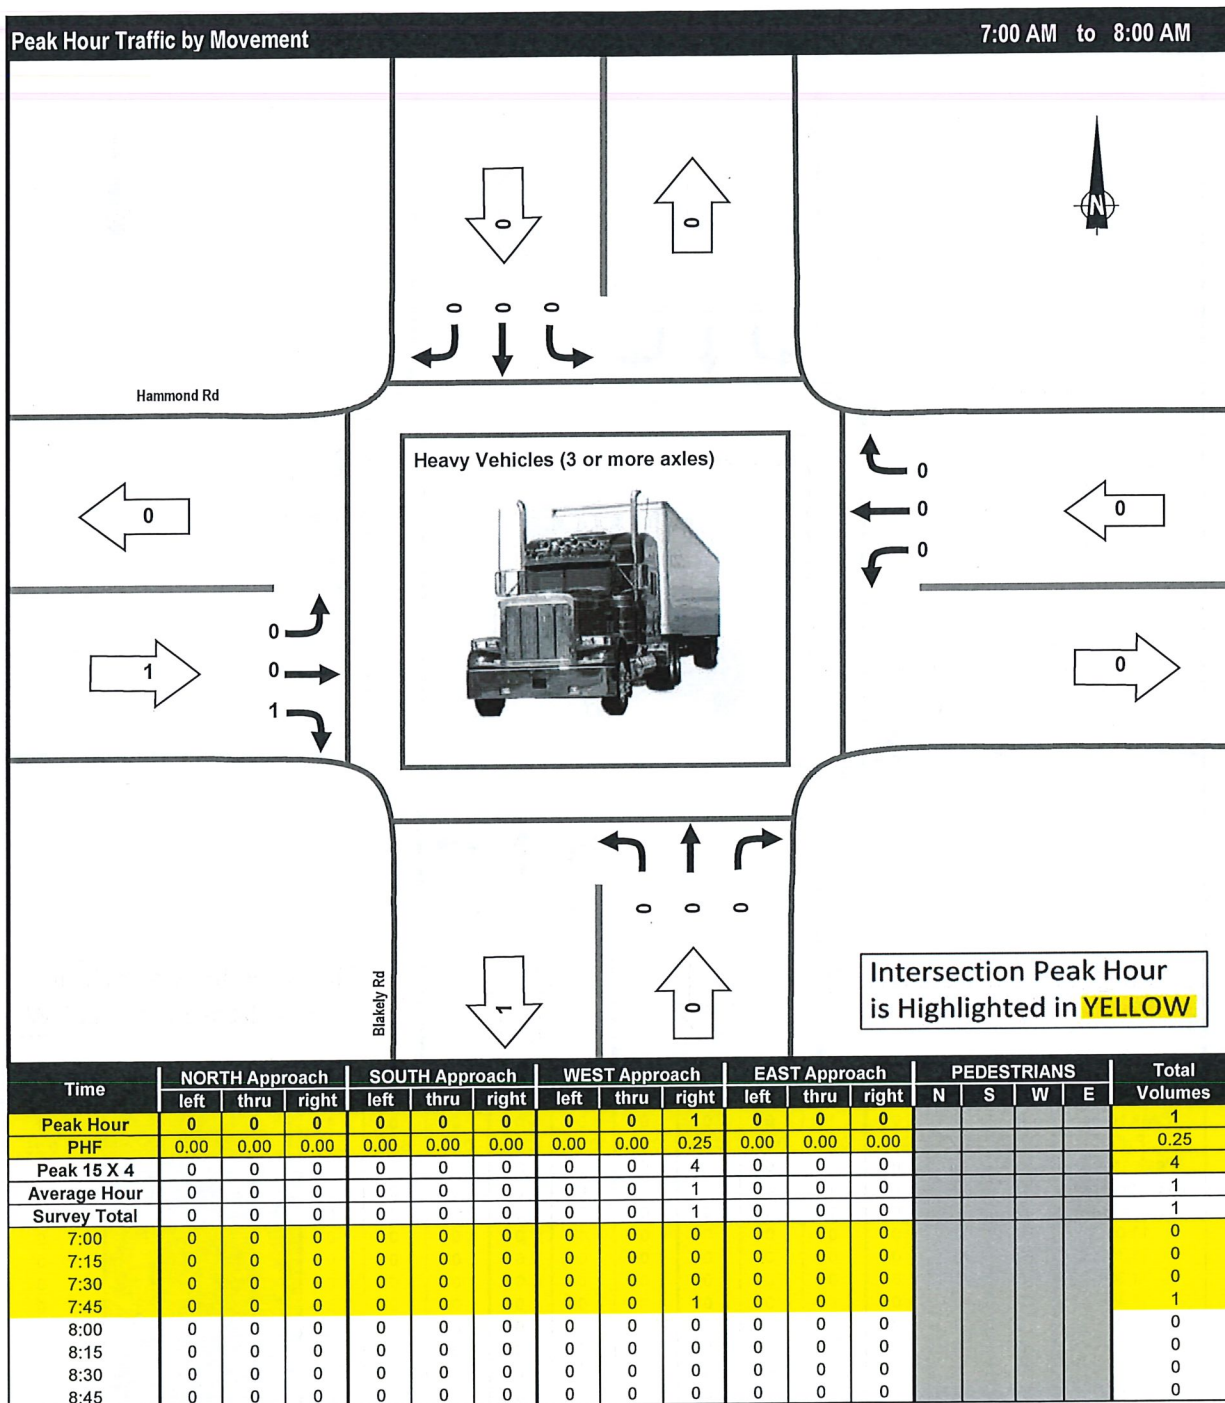 Peak Hour Traffic by Movement 7:00 AM to 8:00 AM
0 0
N
0 0 0
Hammond Rd
Heavy Vehicles (3 or more axles)
0
0 0 0
0
0
1 0 0
1
0 0 0
Blakely Rd
1 0
Intersection Peak Hour
is Highlighted in YELLOW
Time NORTH Approach SOUTH Approach WEST Approach EAST Approach PEDESTRIANS Total
left thru right left thru right left thru right left thru right N S W E Volumes
Peak Hour 0 0 0 0 0 0 0 0 1 0 0 0 1
PHF 0.00 0.00 0.00 0.00 0.00 0.00 0.00 0.00 0.25 0.00 0.00 0.00 0.25
Peak 15 X 4 0 0 0 0 0 0 0 0 4 0 0 0 4
Average Hour 0 0 0 0 0 0 0 0 1 0 0 0 1
Survey Total 0 0 0 0 0 0 0 0 1 0 0 0 1
7:00 0 0 0 0 0 0 0 0 0 0 0 0 0
7:15 0 0 0 0 0 0 0 0 0 0 0 0 0
7:30 0 0 0 0 0 0 0 0 0 0 0 0 0
7:45 0 0 0 0 0 0 0 0 1 0 0 0 1
8:00 0 0 0 0 0 0 0 0 0 0 0 0 0
8:15 0 0 0 0 0 0 0 0 0 0 0 0 0
8:30 0 0 0 0 0 0 0 0 0 0 0 0 0
8:45 0 0 0 0 0 0 0 0 0 0 0 0 0